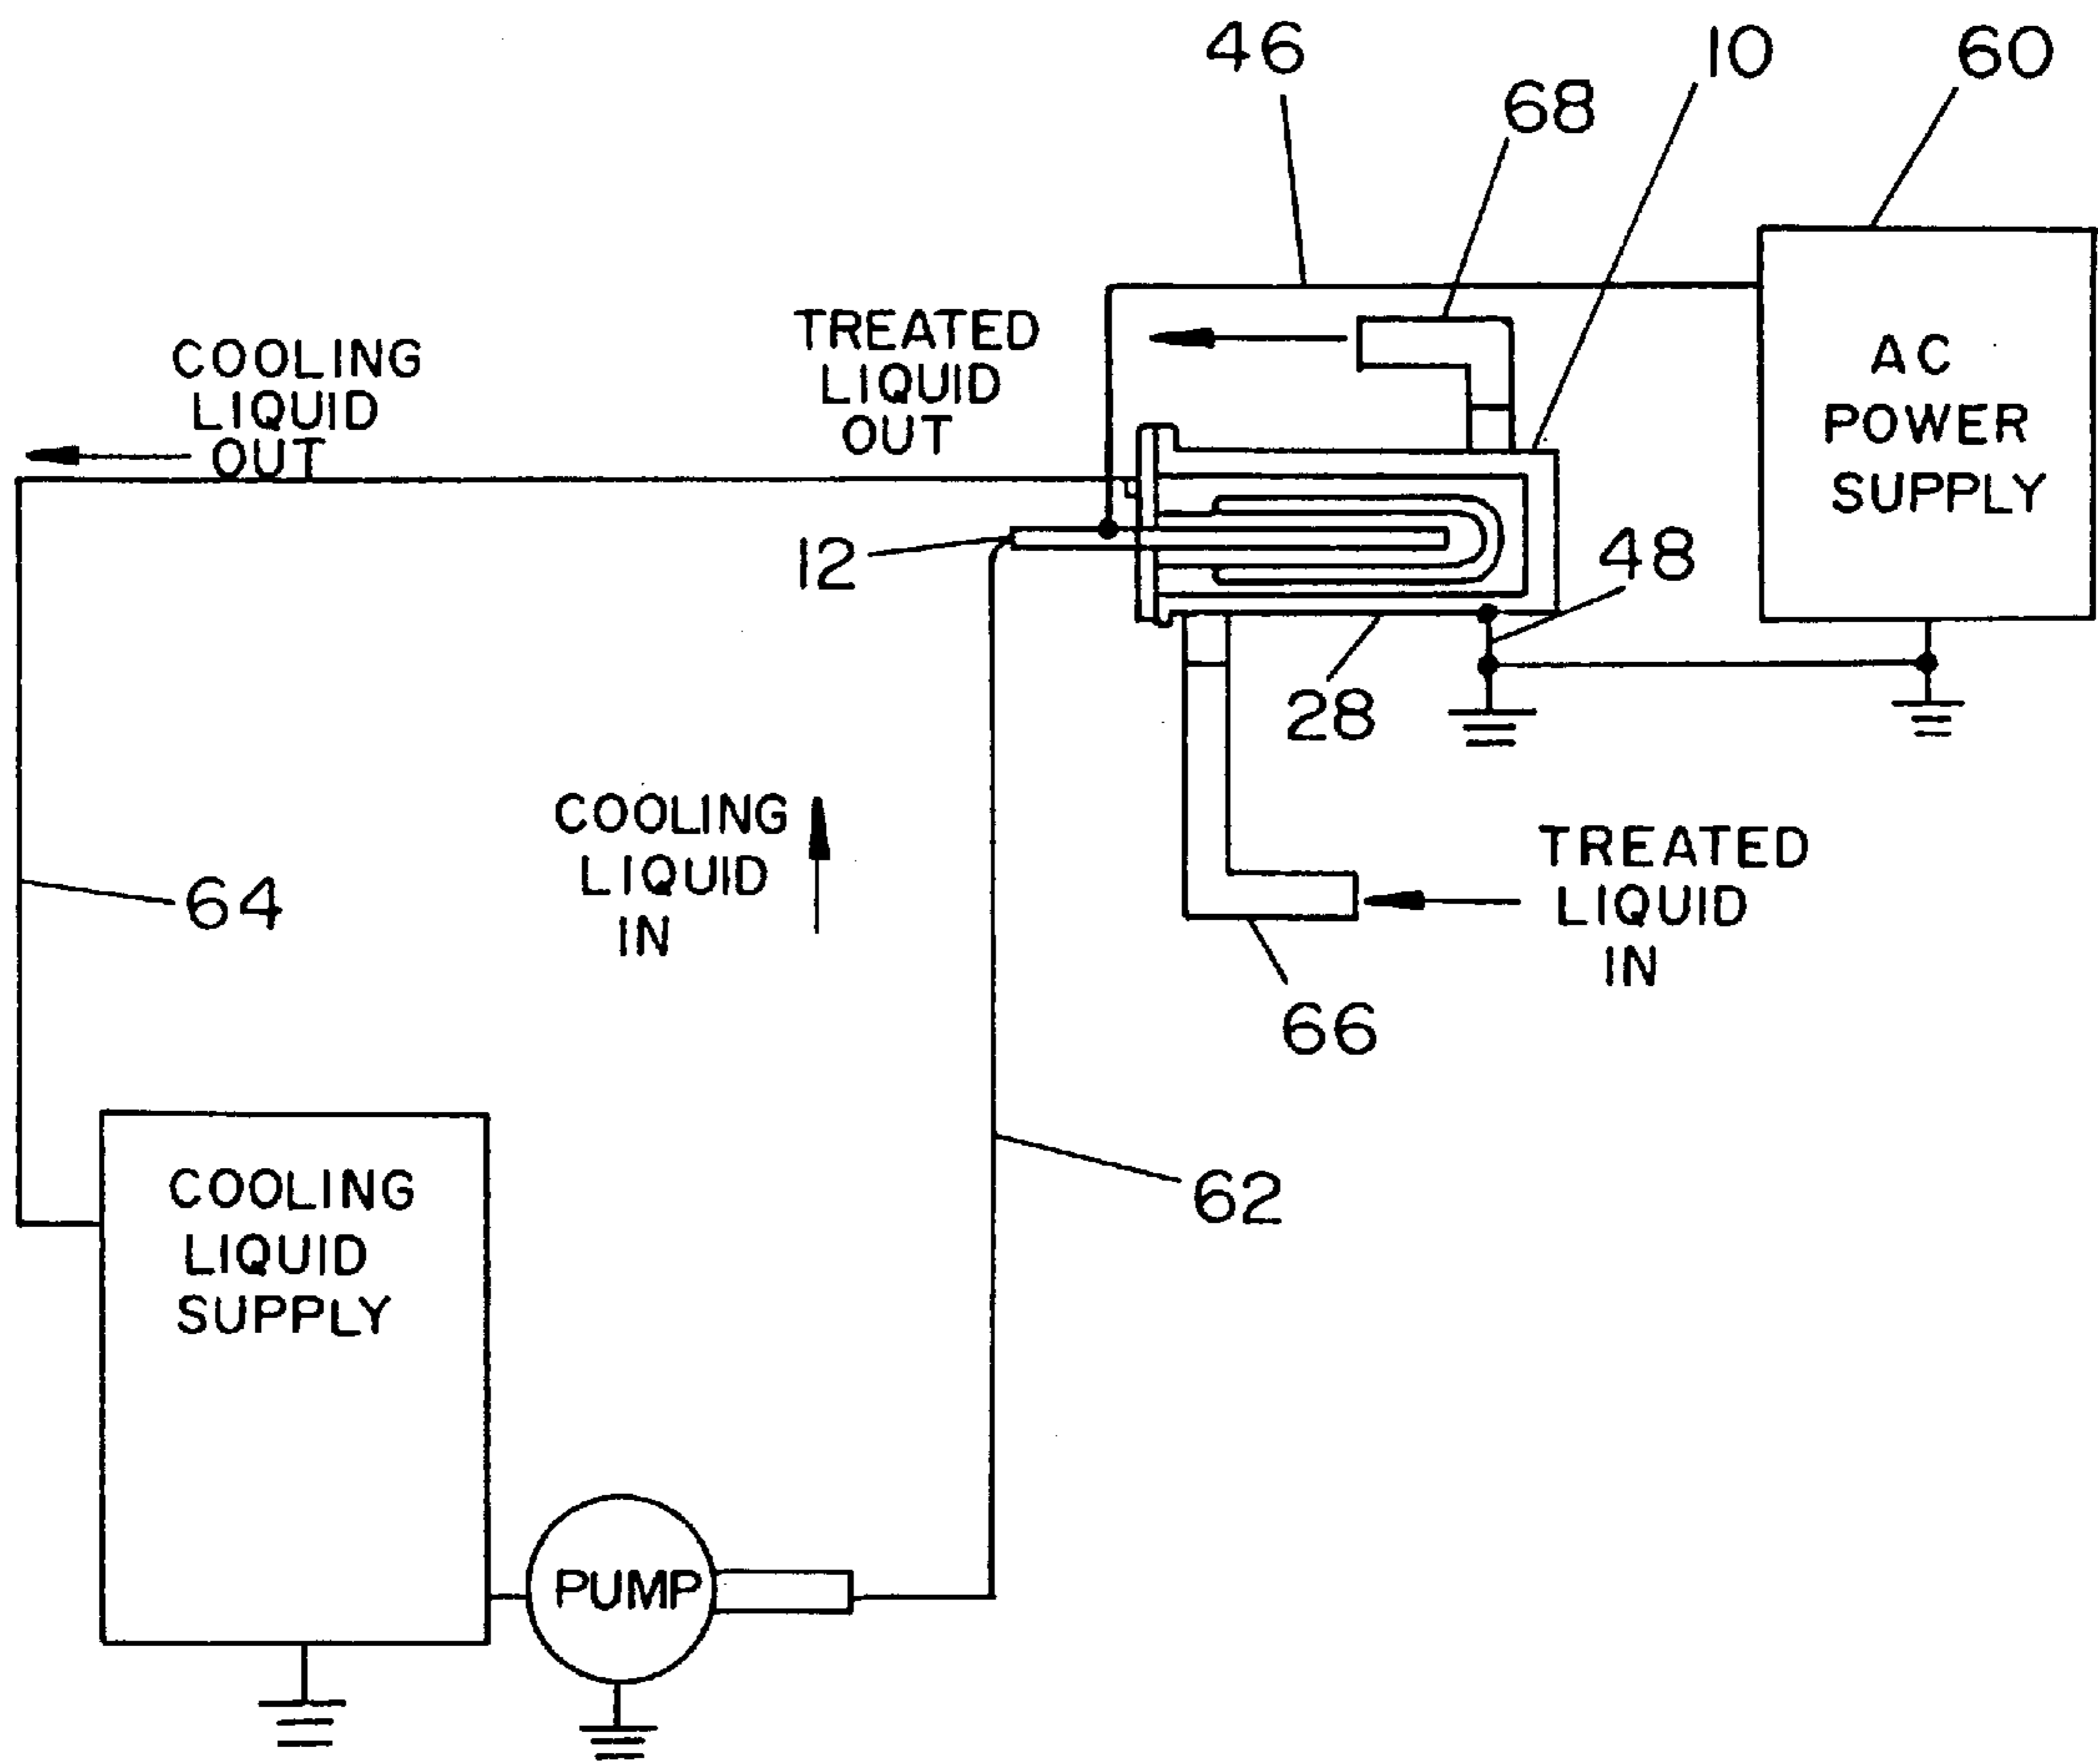 46
10
60
68
TREATED
LIQUID
OUT
COOLING
LIQUID
OUT
AC
POWER
SUPPLY
12
48
28
COOLING
LIQUID
IN
TREATED
LIQUID
IN
64
66
COOLING
LIQUID
SUPPLY
62
PUMP